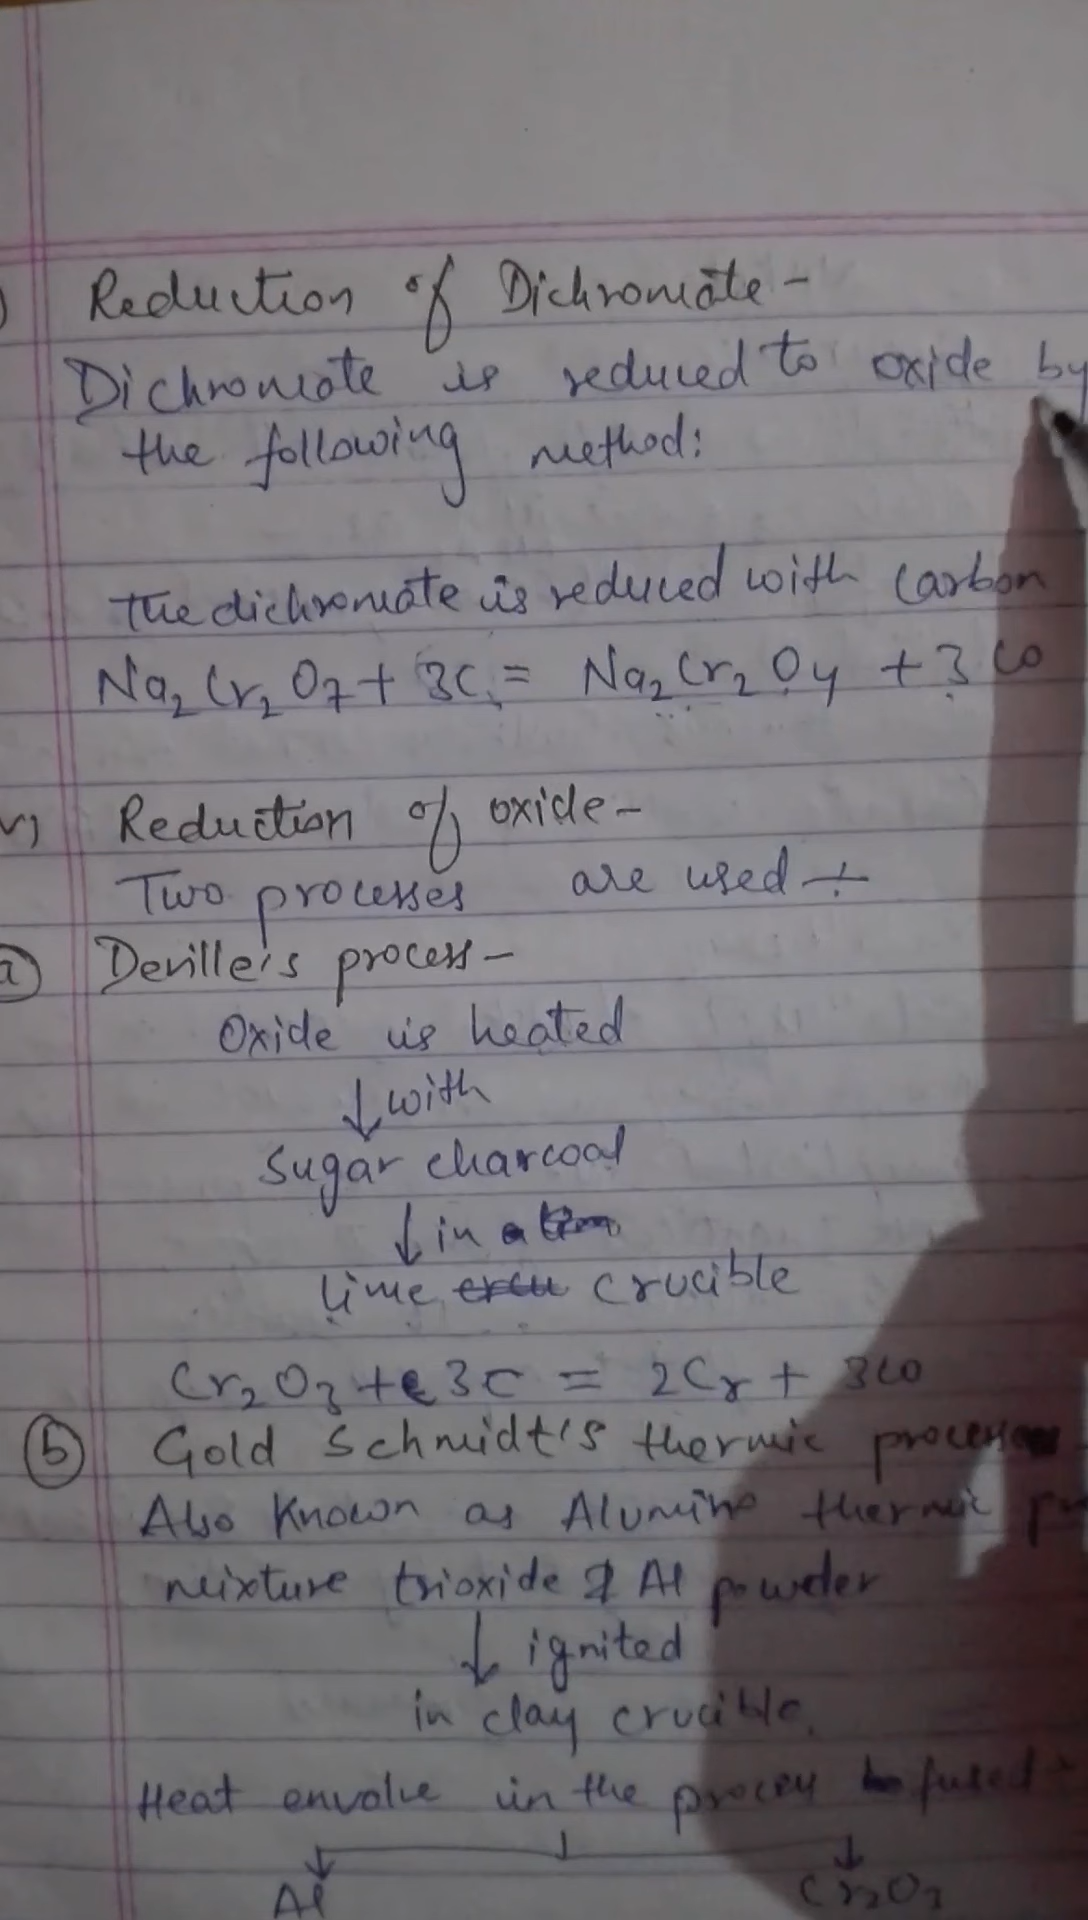 Reduction of Dichromate -
Dichromate is reduced to oxide by
the following method:
The dichromate is reduced with carbon
Na₂Cr₂O₇ + 3C = Na₂Cr₂O₄ + 3CO
v)
Reduction of oxide -
Two processes are used ÷
a) Deville's process -
Oxide is heated
↓ with
Sugar charcoal
↓ in a
lime crucible
Cr₂O₃ + 3C = 2Cr + 3CO
b) Gold Schmidt's thermic process
Also Known as Alumino thermic
mixture trioxide & Al powder
↓ ignited
in clay crucible.
Heat envolve in the process fused
Al Cr₂O₃